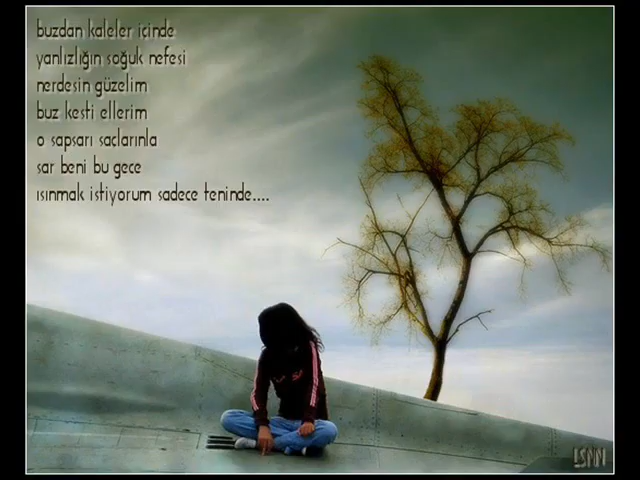 buzdan kaleler içinde
yanlızlığın soğuk nefesi
nerdesin güzelim
buz kesti ellerim
o sapsarı saclarınla
sar beni bu gece
ısınmak istiyorum sadece teninde....